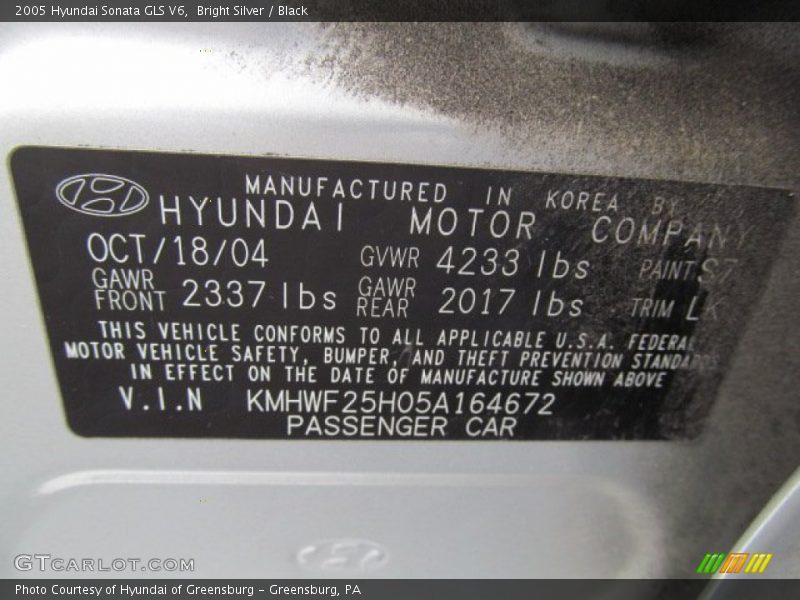 2005 Hyundai Sonata GLS V6, Bright Silver / Black
MANUFACTURED IN KOREA BY
HYUNDAI MOTOR COMPANY
OCT/18/04 GVWR 4233 lbs PAINT S7
GAWR FRONT 2337 lbs GAWR REAR 2017 lbs TRIM LK
THIS VEHICLE CONFORMS TO ALL APPLICABLE U.S.A. FEDERAL
MOTOR VEHICLE SAFETY, BUMPER, AND THEFT PREVENTION STANDARDS
IN EFFECT ON THE DATE OF MANUFACTURE SHOWN ABOVE
V.I.N KMHWF25H05A164672
PASSENGER CAR
GTCARLOT.COM
Photo Courtesy of Hyundai of Greensburg - Greensburg, PA